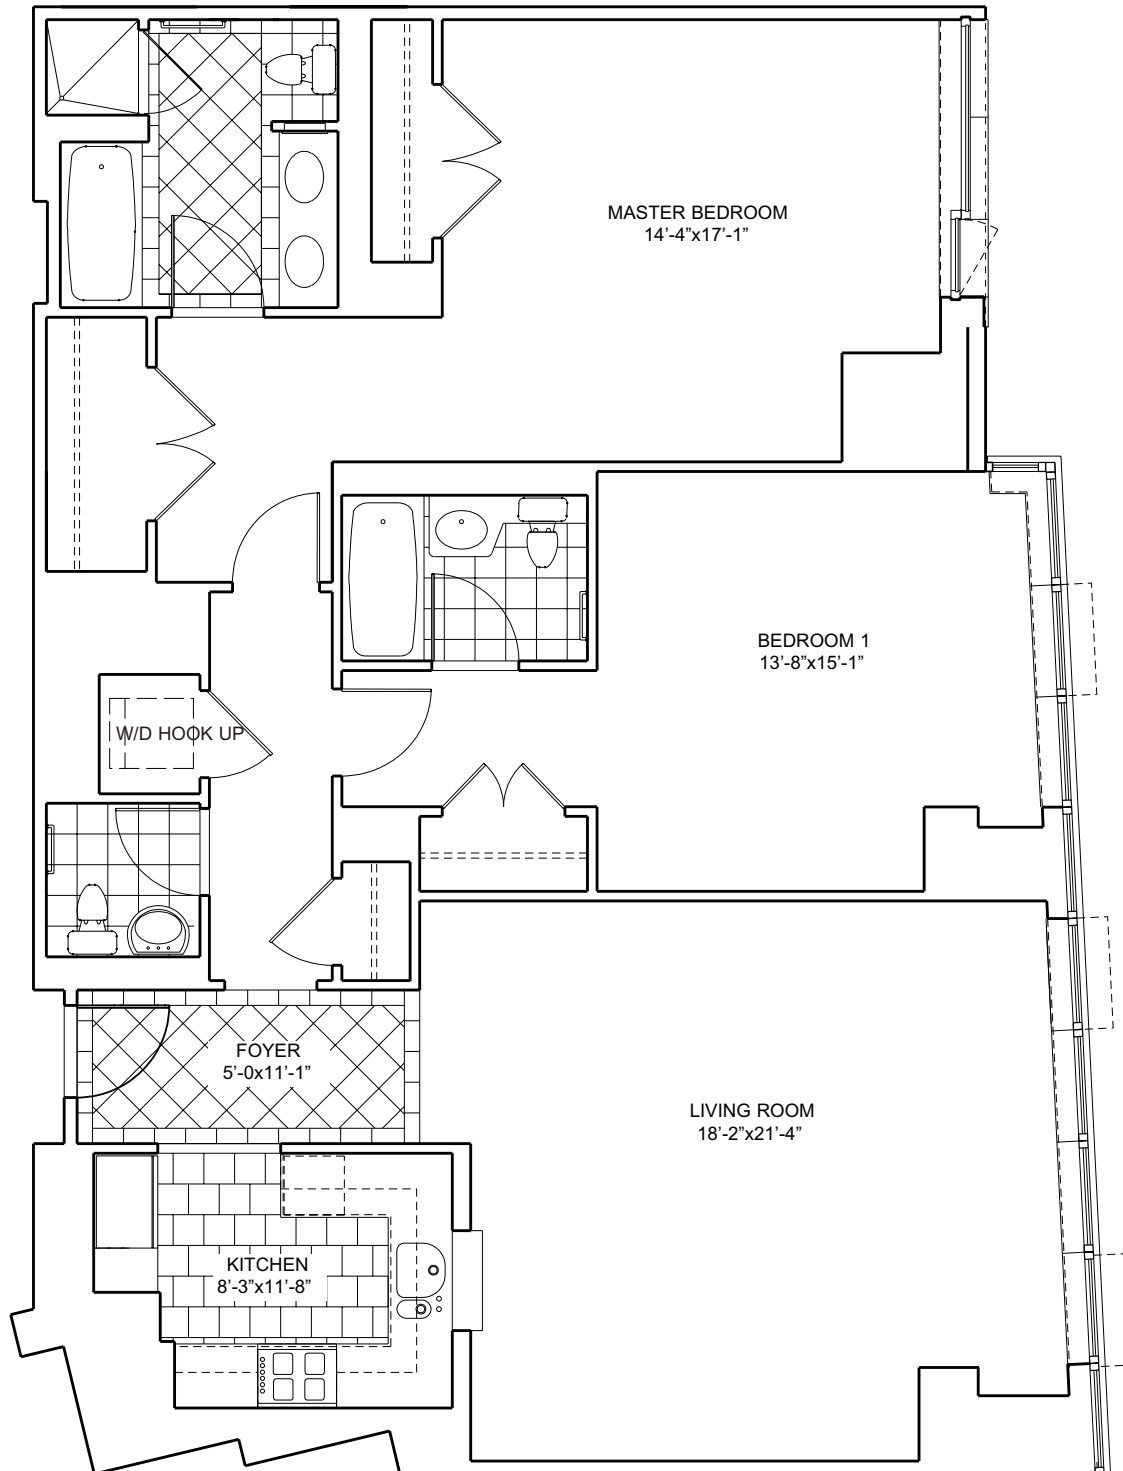 MASTER BEDROOM
14’-4”x17’-1”
BEDROOM 1
13’-8”x15’-1”
W/D HOOK UP
FOYER
5’-0x11’-1”
LIVING ROOM
18’-2”x21’-4”
KITCHEN
8’-3”x11’-8”